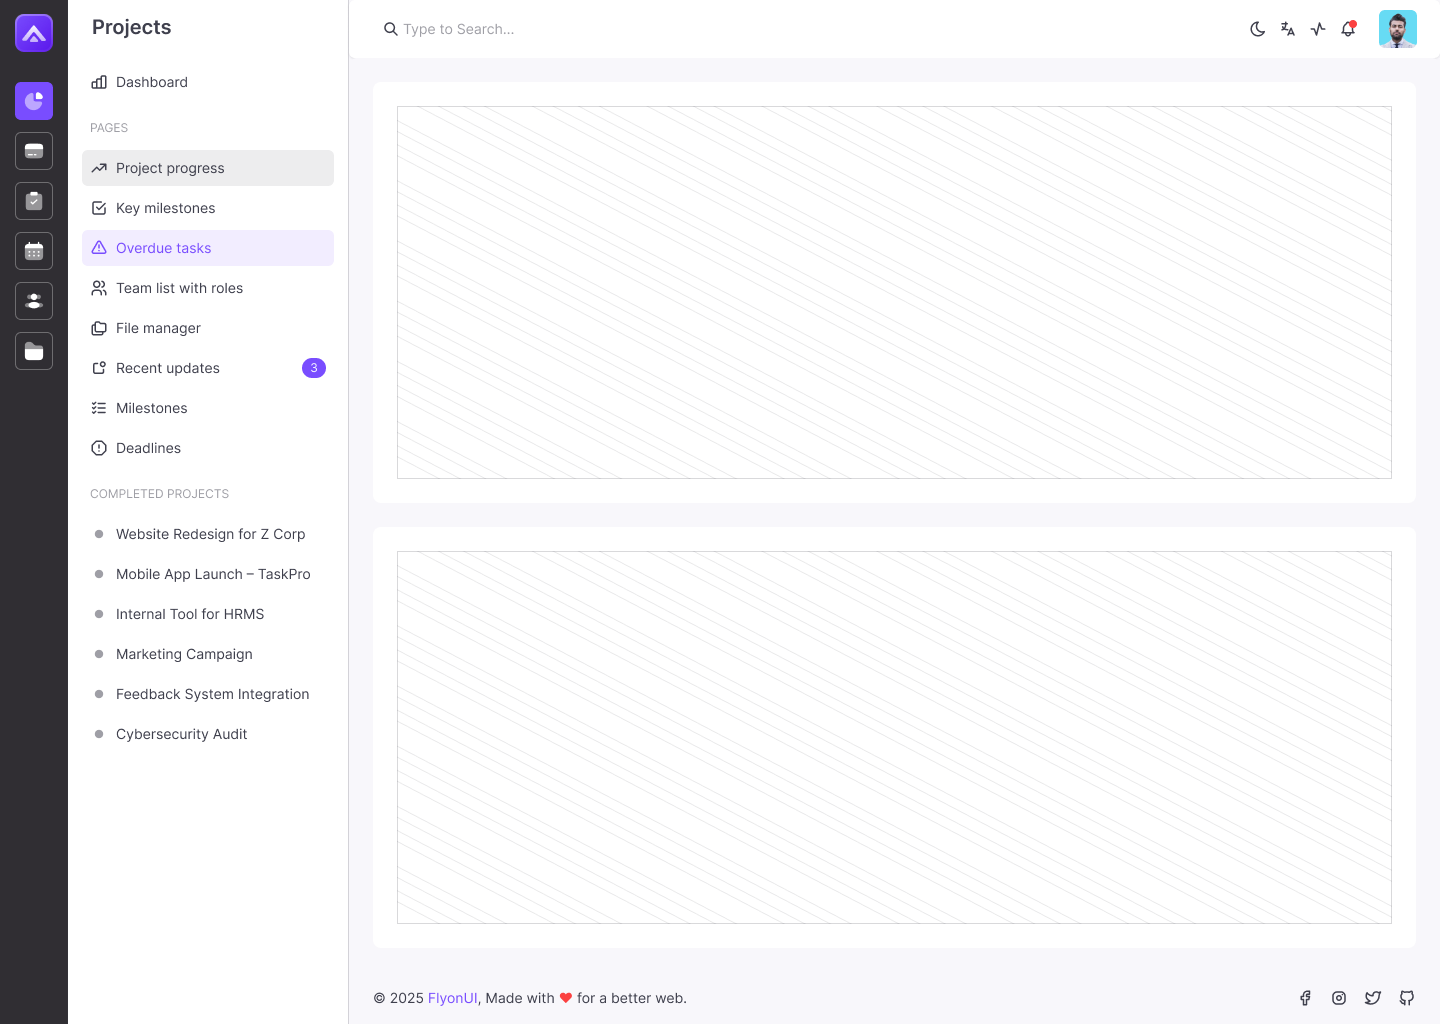 Projects
Type to Search...
Dashboard
PAGES
Project progress
Key milestones
Overdue tasks
Team list with roles
File manager
Recent updates 3
Milestones
Deadlines
COMPLETED PROJECTS
Website Redesign for Z Corp
Mobile App Launch – TaskPro
Internal Tool for HRMS
Marketing Campaign
Feedback System Integration
Cybersecurity Audit
© 2025 FlyonUI, Made with ❤ for a better web.